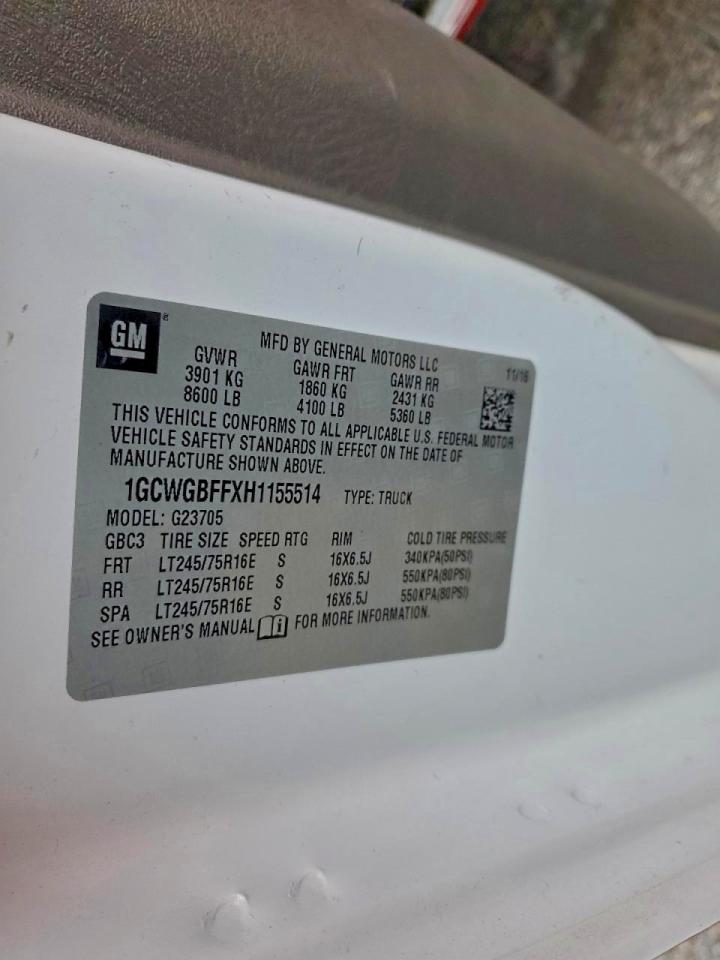 GM
MFD BY GENERAL MOTORS LLC 11/16
GVWR GAWR FRT GAWR RR
3901 KG 1860 KG 2431 KG
8600 LB 4100 LB 5360 LB
THIS VEHICLE CONFORMS TO ALL APPLICABLE U.S. FEDERAL MOTOR
VEHICLE SAFETY STANDARDS IN EFFECT ON THE DATE OF
MANUFACTURE SHOWN ABOVE.
1GCWGBFFXH1155514 TYPE: TRUCK
MODEL: G23705
GBC3 TIRE SIZE SPEED RTG RIM COLD TIRE PRESSURE
FRT LT245/75R16E S 16X6.5J 340KPA(50PSI)
RR LT245/75R16E S 16X6.5J 550KPA(80PSI)
SPA LT245/75R16E S 16X6.5J 550KPA(80PSI)
SEE OWNER'S MANUAL i FOR MORE INFORMATION.